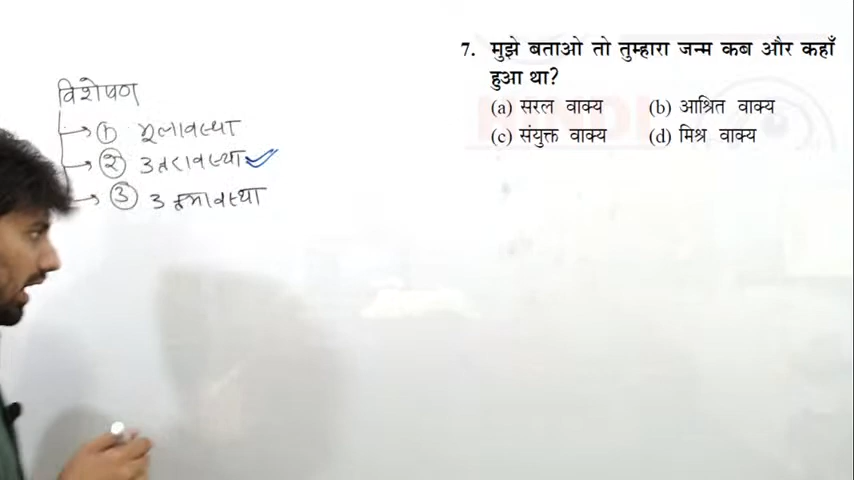 विशेषण
① मूलावस्था
② उत्तरावस्था
③ उत्तमावस्था
7. मुझे बताओ तो तुम्हारा जन्म कब और कहाँ
हुआ था?
(a) सरल वाक्य (b) आश्रित वाक्य
(c) संयुक्त वाक्य (d) मिश्र वाक्य